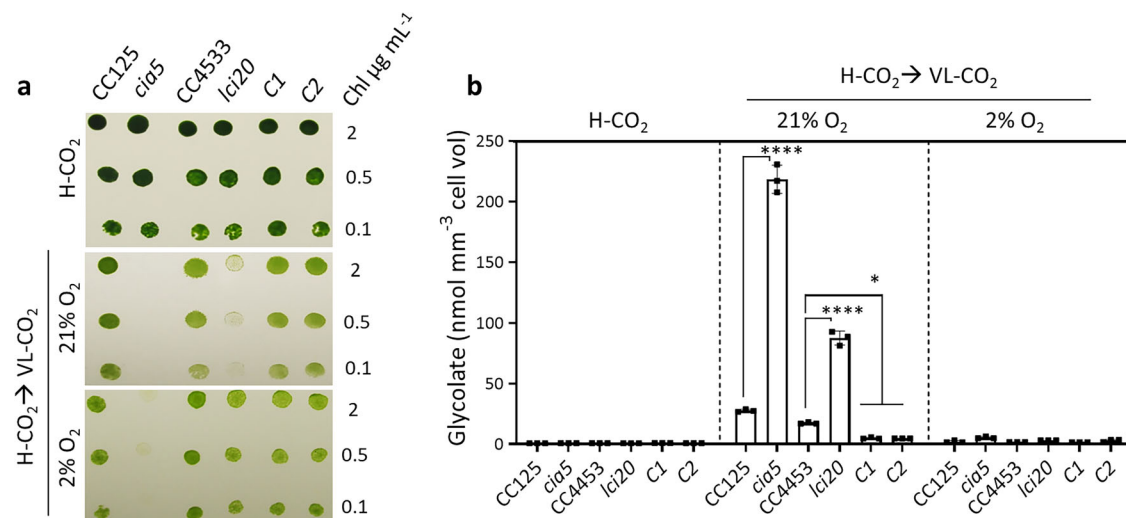 a
CC125
cia5
CC4533
lci20
C1
C2
Chl µg mL⁻¹
H-CO₂
2
0.5
0.1
H-CO₂ → VL-CO₂
21% O₂
2
0.5
0.1
2% O₂
2
0.5
0.1
b
H-CO₂ → VL-CO₂
H-CO₂ 21% O₂ 2% O₂
Glycolate (nmol mm⁻³ cell vol)
250
200
150
100
50
0
****
*
****
CC125 cia5 CC4453 lci20 C1 C2 CC125 cia5 CC4453 lci20 C1 C2 CC125 cia5 CC4453 lci20 C1 C2